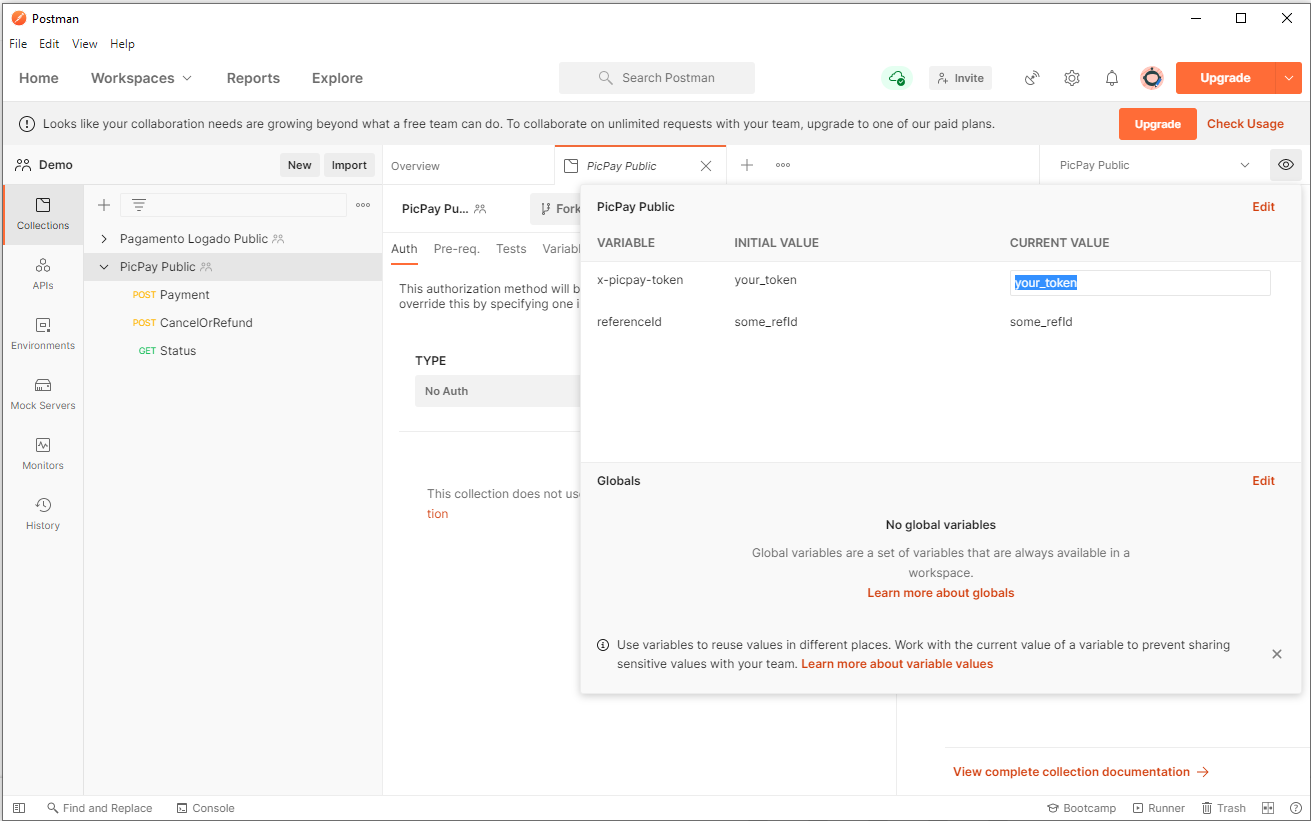 Postman
File Edit View Help
Home Workspaces Reports Explore Search Postman Invite Upgrade
Looks like your collaboration needs are growing beyond what a free team can do. To collaborate on unlimited requests with your team, upgrade to one of our paid plans. Upgrade Check Usage
Demo New Import Overview PicPay Public PicPay Public
Collections
APIs
Environments
Mock Servers
Monitors
History
Pagamento Logado Public
PicPay Public
POST Payment
POST CancelOrRefund
GET Status
PicPay Pu... Fork
Auth Pre-req. Tests Variabl
This authorization method will b
override this by specifying one i
TYPE
No Auth
This collection does not us
tion
PicPay Public Edit
VARIABLE INITIAL VALUE CURRENT VALUE
x-picpay-token your_token your_token
referenceId some_refId some_refId
Globals Edit
No global variables
Global variables are a set of variables that are always available in a
workspace.
Learn more about globals
Use variables to reuse values in different places. Work with the current value of a variable to prevent sharing
sensitive values with your team. Learn more about variable values
View complete collection documentation
Find and Replace Console Bootcamp Runner Trash